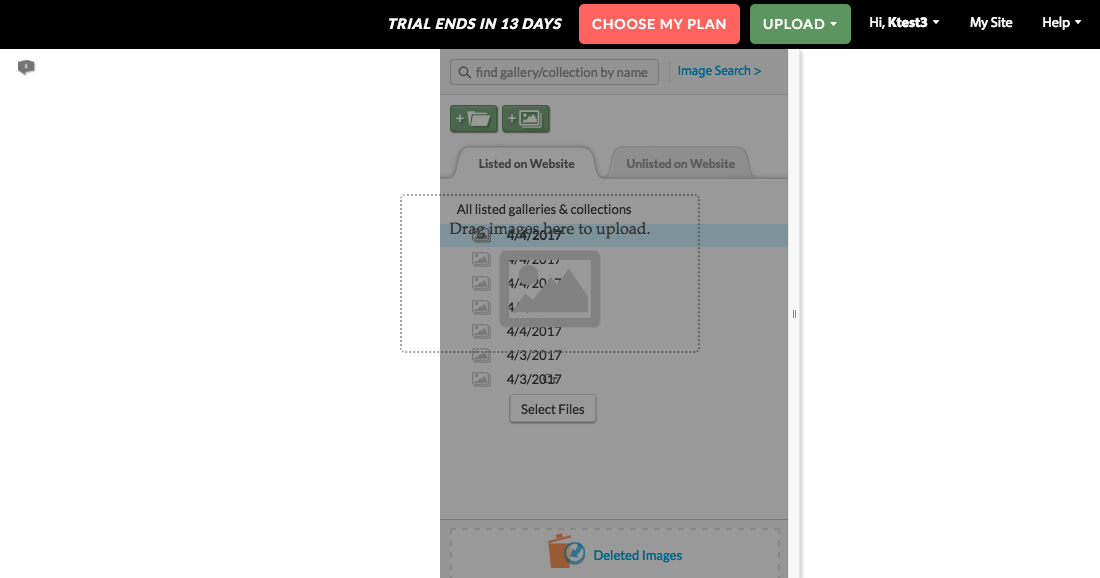 TRIAL ENDS IN 13 DAYS
CHOOSE MY PLAN
UPLOAD
Hi, Ktest3
My Site
Help
find gallery/collection by name
Image Search >
+
+
Listed on Website
Unlisted on Website
All listed galleries & collections
Drag images here to upload.
4/4/2017
4/4/2017
4/4/2017
4/4/2017
4/3/2017
4/3/2017
Or
Select Files
Deleted Images